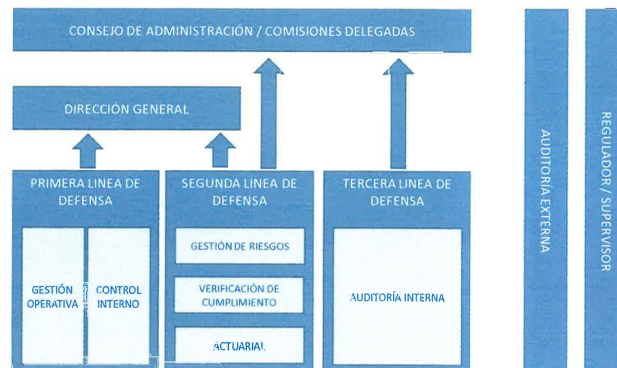 CONSEJO DE ADMINISTRACIÓN / COMISIONES DELEGADAS
DIRECCIÓN GENERAL
PRIMERA LINEA DE
DEFENSA
GESTIÓN
OPERATIVA
CONTROL
INTERNO
SEGUNDA LINEA DE
DEFENSA
GESTIÓN DE RIESGOS
VERIFICACIÓN DE
CUMPLIMIENTO
ACTUARIAL
TERCERA LINEA DE
DEFENSA
AUDITORÍA INTERNA
AUDITORÍA EXTERNA
REGULADOR / SUPERVISOR